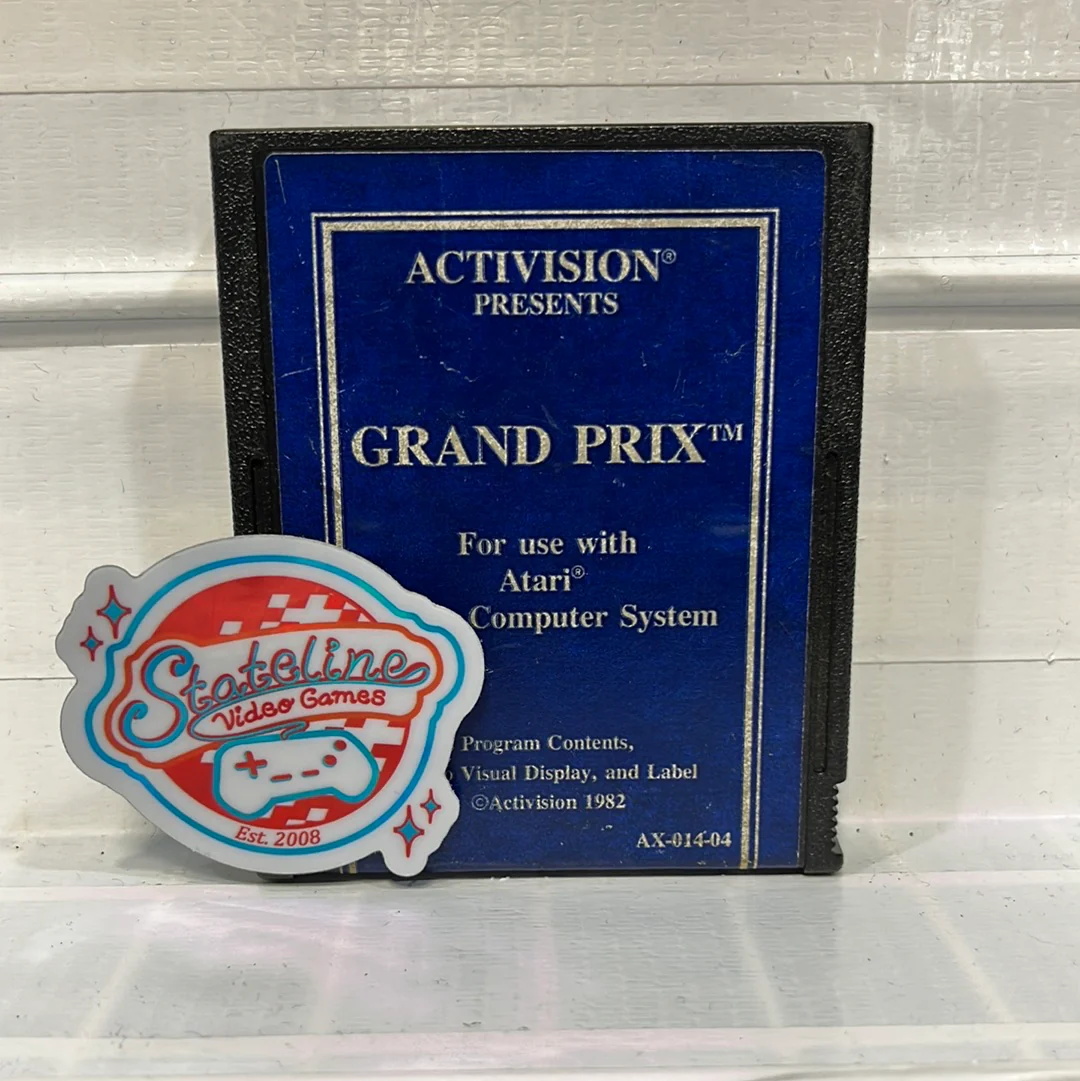 ACTIVISION®
PRESENTS
GRAND PRIX™
For use with
Atari®
Computer System
Program Contents,
Visual Display, and Label
©Activision 1982
AX-014-04
Stateline
Video Games
Est. 2008